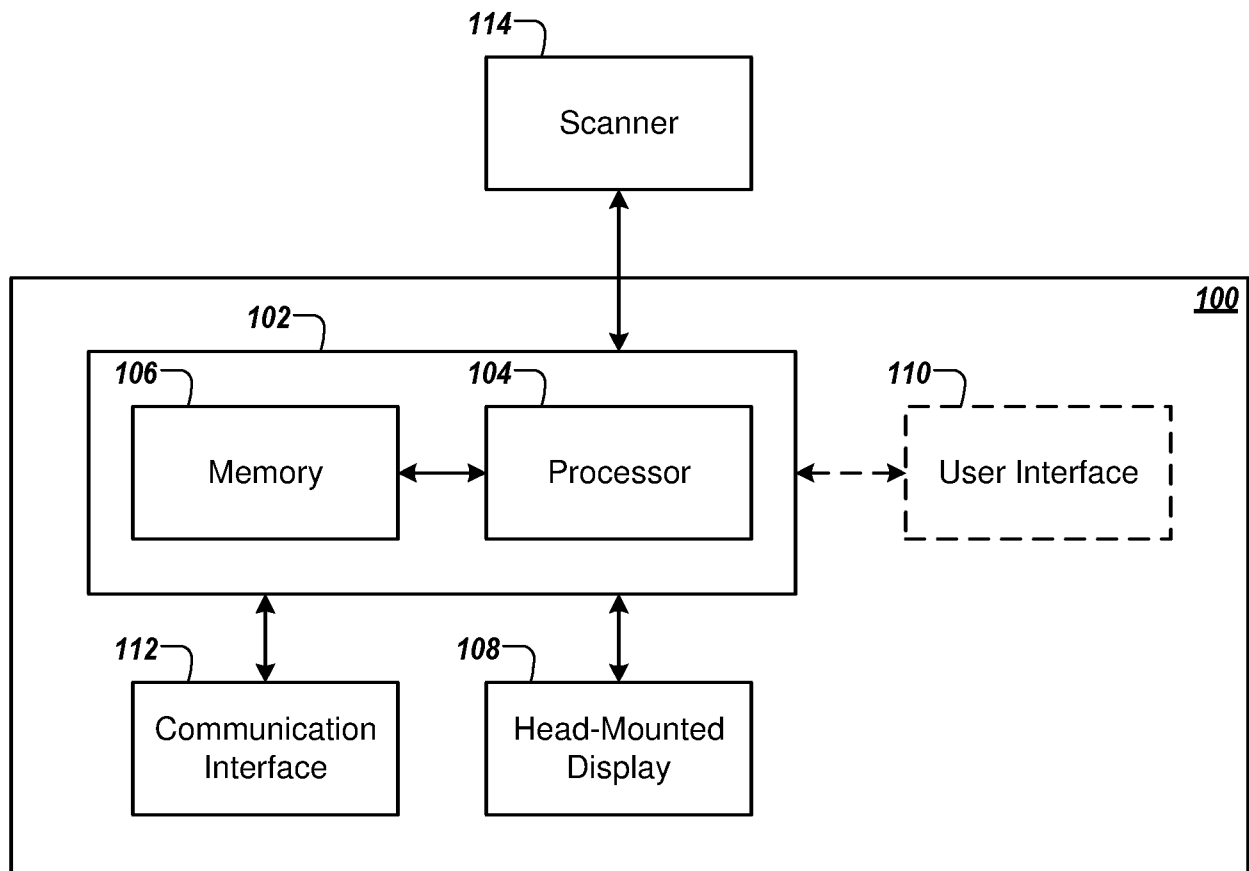 114
Scanner
100
102
106
104
110
Memory
Processor
User Interface
112
108
Communication
Interface
Head-Mounted
Display